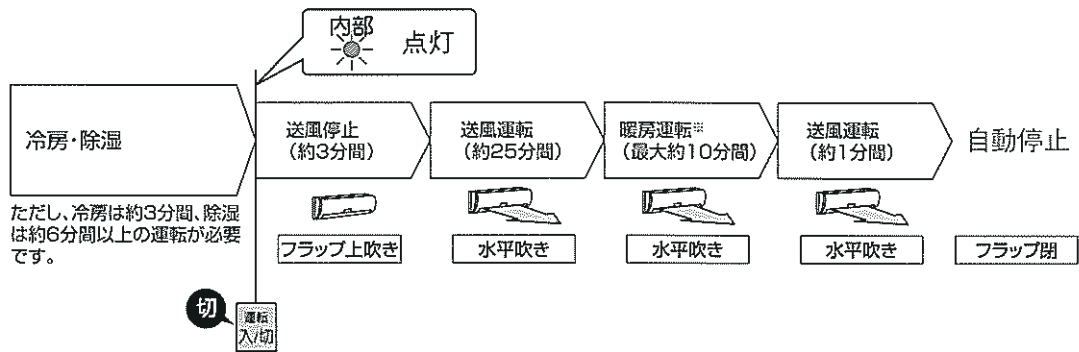 内部
点灯
冷房・除湿
送風停止
(約3分間)
送風運転
(約25分間)
暖房運転※
(最大約10分間)
送風運転
(約1分間)
自動停止
ただし、冷房は約3分間、除湿
は約6分間以上の運転が必要
です。
フラップ上吹き
水平吹き
水平吹き
水平吹き
フラップ閉
切
運転
入/切